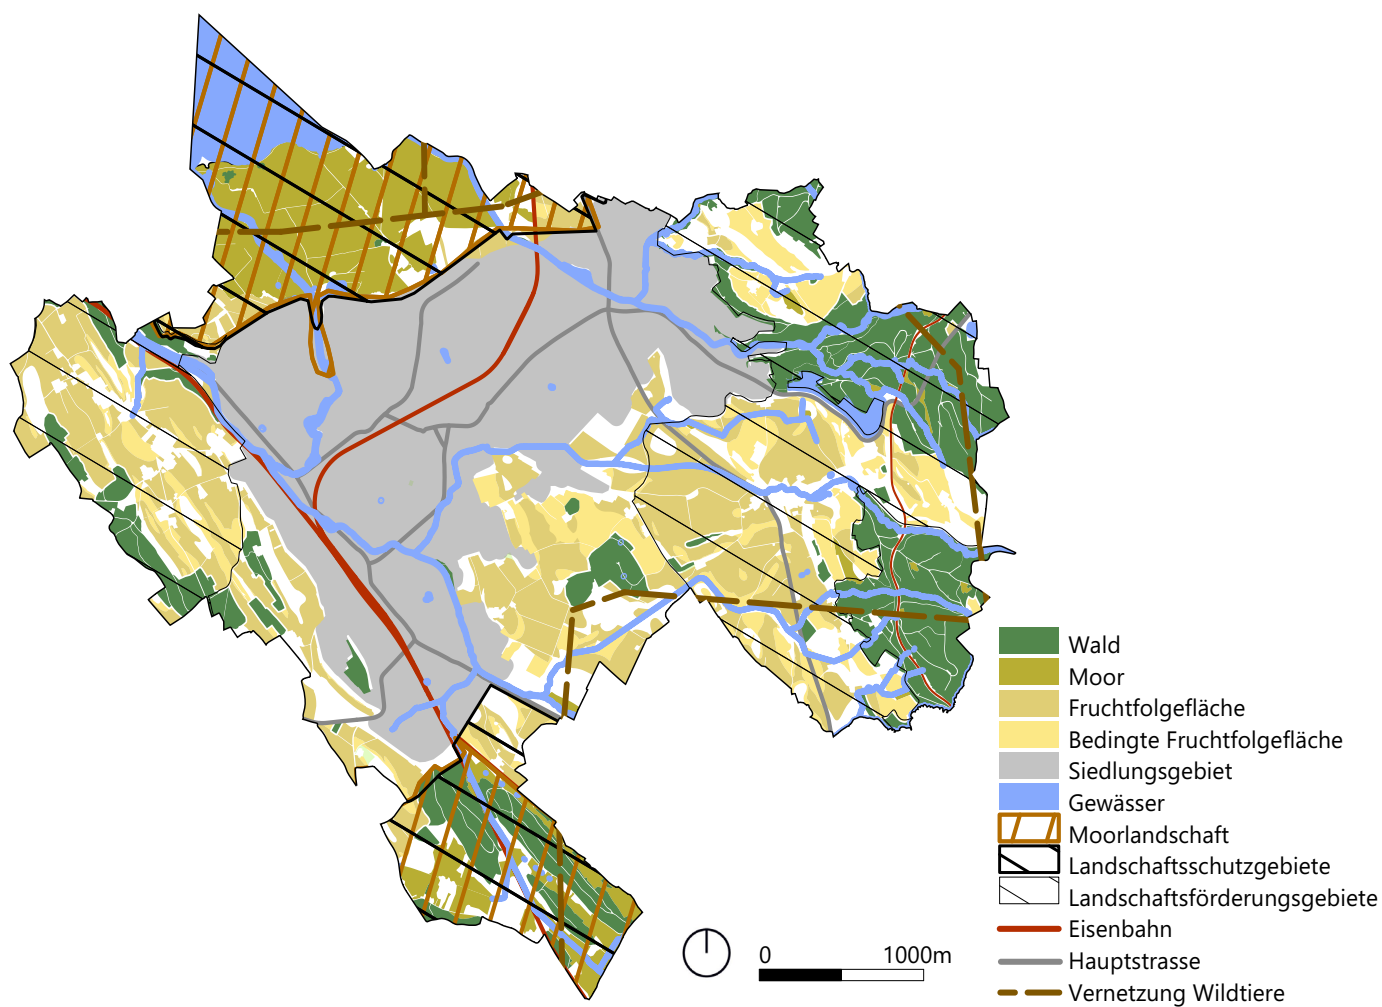 Wald
Moor
Fruchtfolgefläche
Bedingte Fruchtfolgefläche
Siedlungsgebiet
Gewässer
Moorlandschaft
Landschaftsschutzgebiete
Landschaftsförderungsgebiete
Eisenbahn
Hauptstrasse
Vernetzung Wildtiere
0 1000m